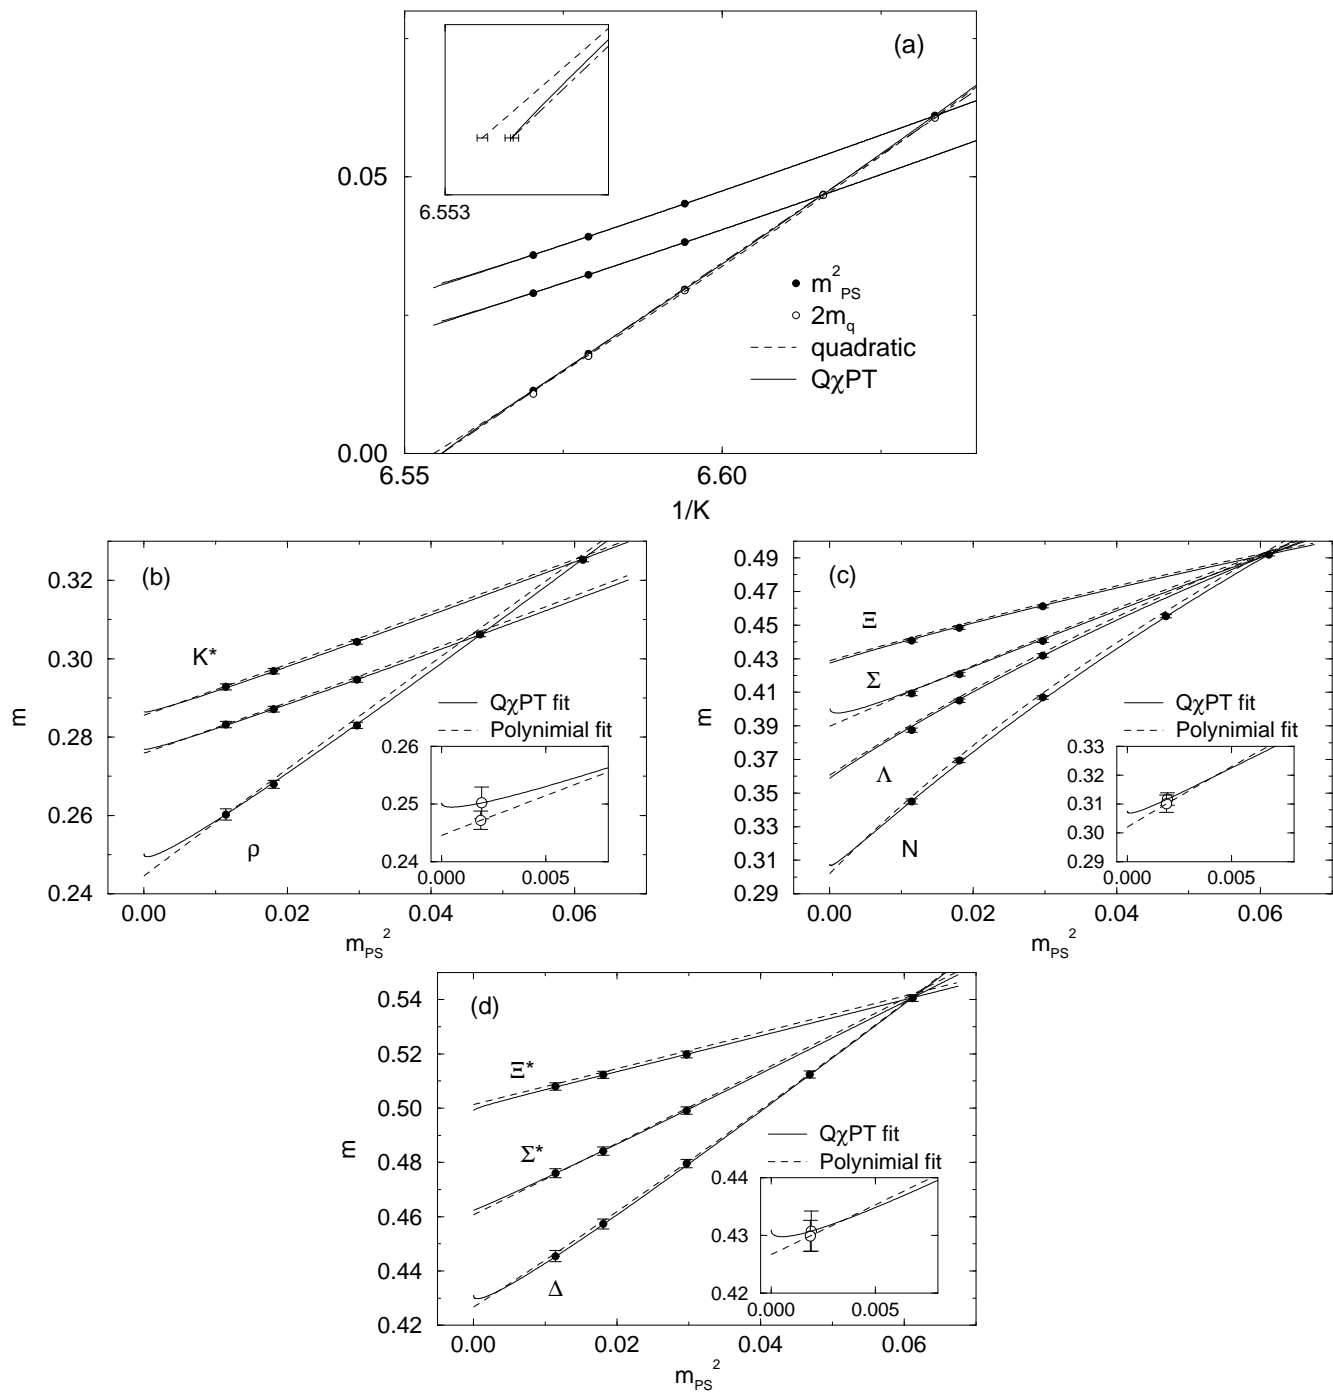 (a)
6.553
0.05
m²PS
2mq
quadratic
QχPT
0.00
6.55
6.60
1/K
(b)
0.32
K*
0.30
m
0.28
QχPT fit
Polynimial fit
0.26
0.26
0.25
0.24
0.000
0.005
ρ
0.24
0.00
0.02
0.04
0.06
mPS²
(c)
0.49
0.47
0.45
0.43
0.41
0.39
0.37
0.35
0.33
0.31
0.29
m
Ξ
Σ
Λ
N
QχPT fit
Polynimial fit
0.33
0.32
0.31
0.30
0.29
0.000
0.005
0.00
0.02
0.04
0.06
mPS²
(d)
0.54
0.52
0.50
0.48
0.46
0.44
0.42
m
Ξ*
Σ*
Δ
QχPT fit
Polynimial fit
0.44
0.43
0.42
0.000
0.005
0.00
0.02
0.04
0.06
mPS²